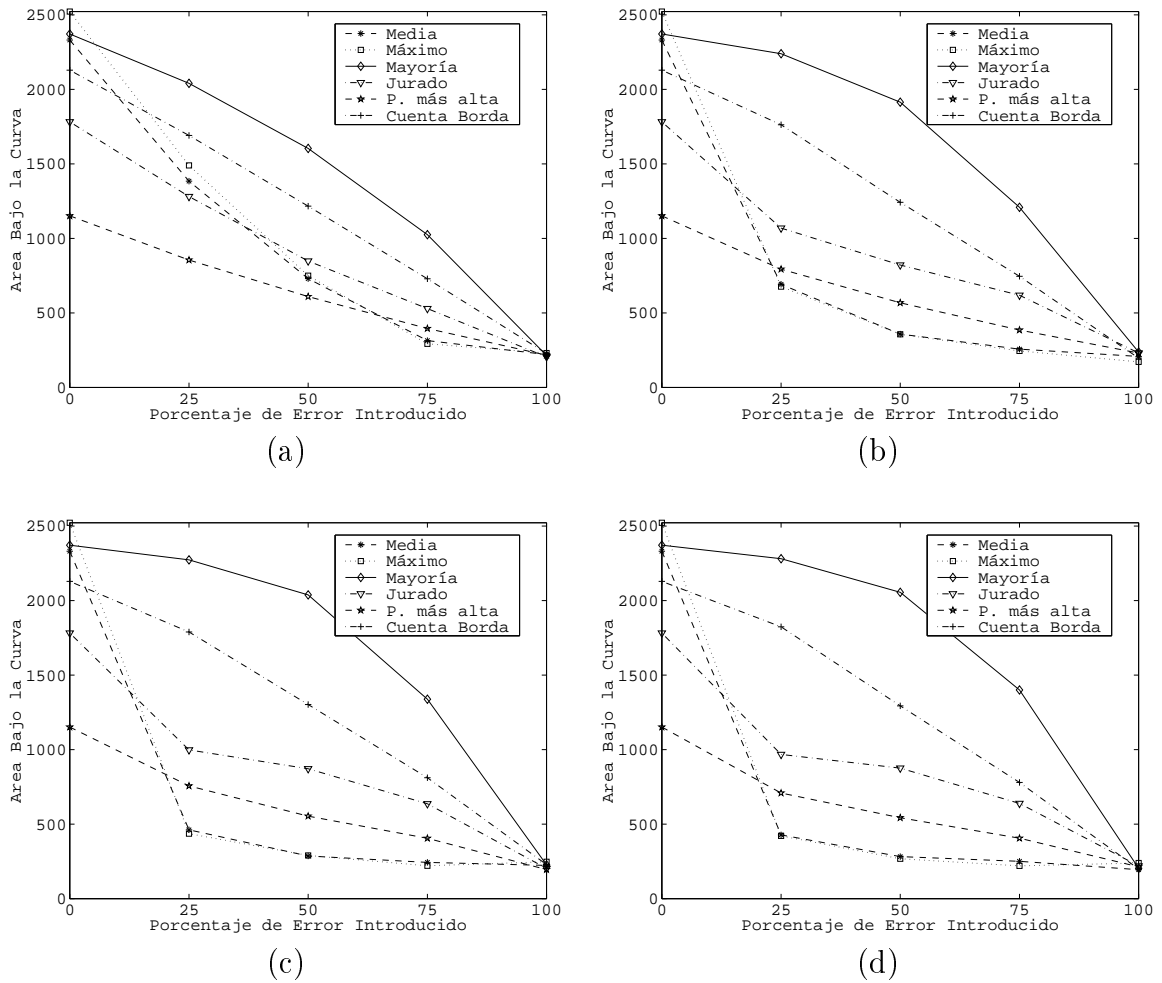 2500
2000
1500
1000
500
0
Area Bajo la Curva
Media
Máximo
Mayoría
Jurado
P. más alta
Cuenta Borda
0 25 50 75 100
Porcentaje de Error Introducido
(a)
2500
2000
1500
1000
500
0
Area Bajo la Curva
Media
Máximo
Mayoría
Jurado
P. más alta
Cuenta Borda
0 25 50 75 100
Porcentaje de Error Introducido
(b)
2500
2000
1500
1000
500
0
Area Bajo la Curva
Media
Máximo
Mayoría
Jurado
P. más alta
Cuenta Borda
0 25 50 75 100
Porcentaje de Error Introducido
(c)
2500
2000
1500
1000
500
0
Area Bajo la Curva
Media
Máximo
Mayoría
Jurado
P. más alta
Cuenta Borda
0 25 50 75 100
Porcentaje de Error Introducido
(d)